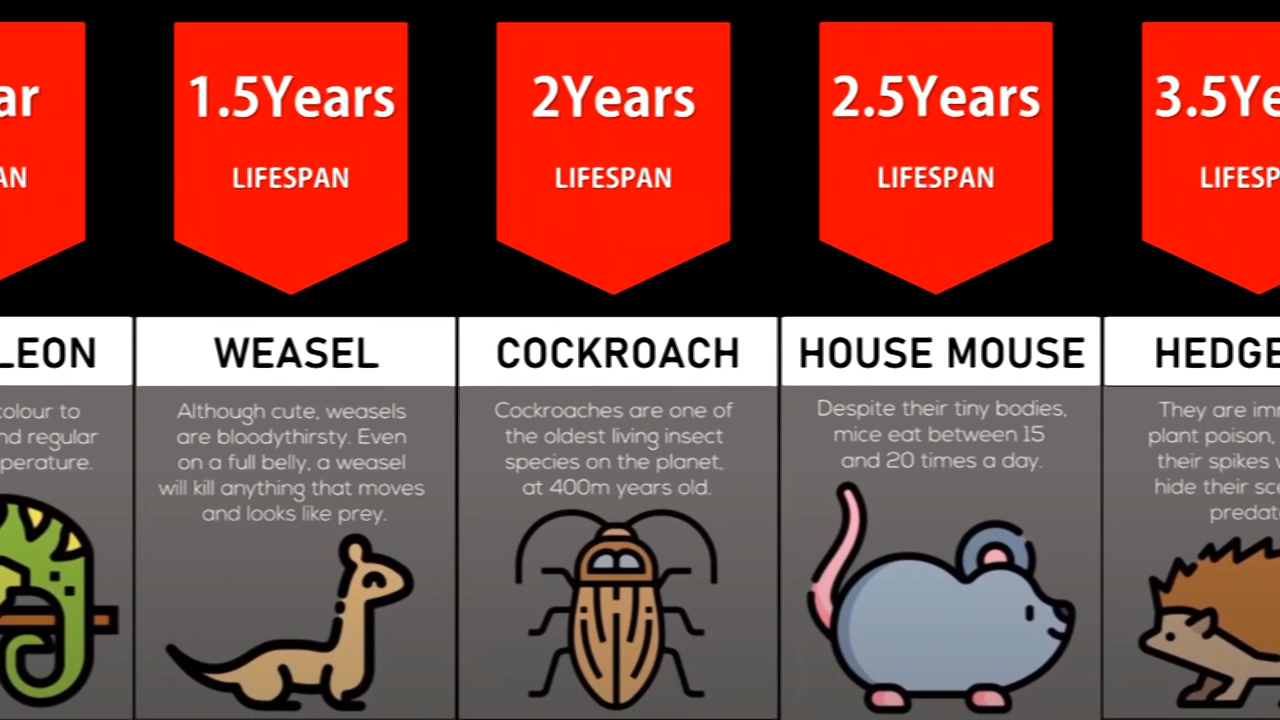 ar
AN
LEON
colour to
nd regular
perature.
1.5Years
LIFESPAN
WEASEL
Although cute, weasels
are bloodythirsty. Even
on a full belly, a weasel
will kill anything that moves
and looks like prey.
2Years
LIFESPAN
COCKROACH
Cockroaches are one of
the oldest living insect
species on the planet,
at 400m years old.
2.5Years
LIFESPAN
HOUSE MOUSE
Despite their tiny bodies,
mice eat between 15
and 20 times a day.
3.5Ye
LIFESP
HEDGE
They are im
plant poison,
their spikes
hide their sce
predat